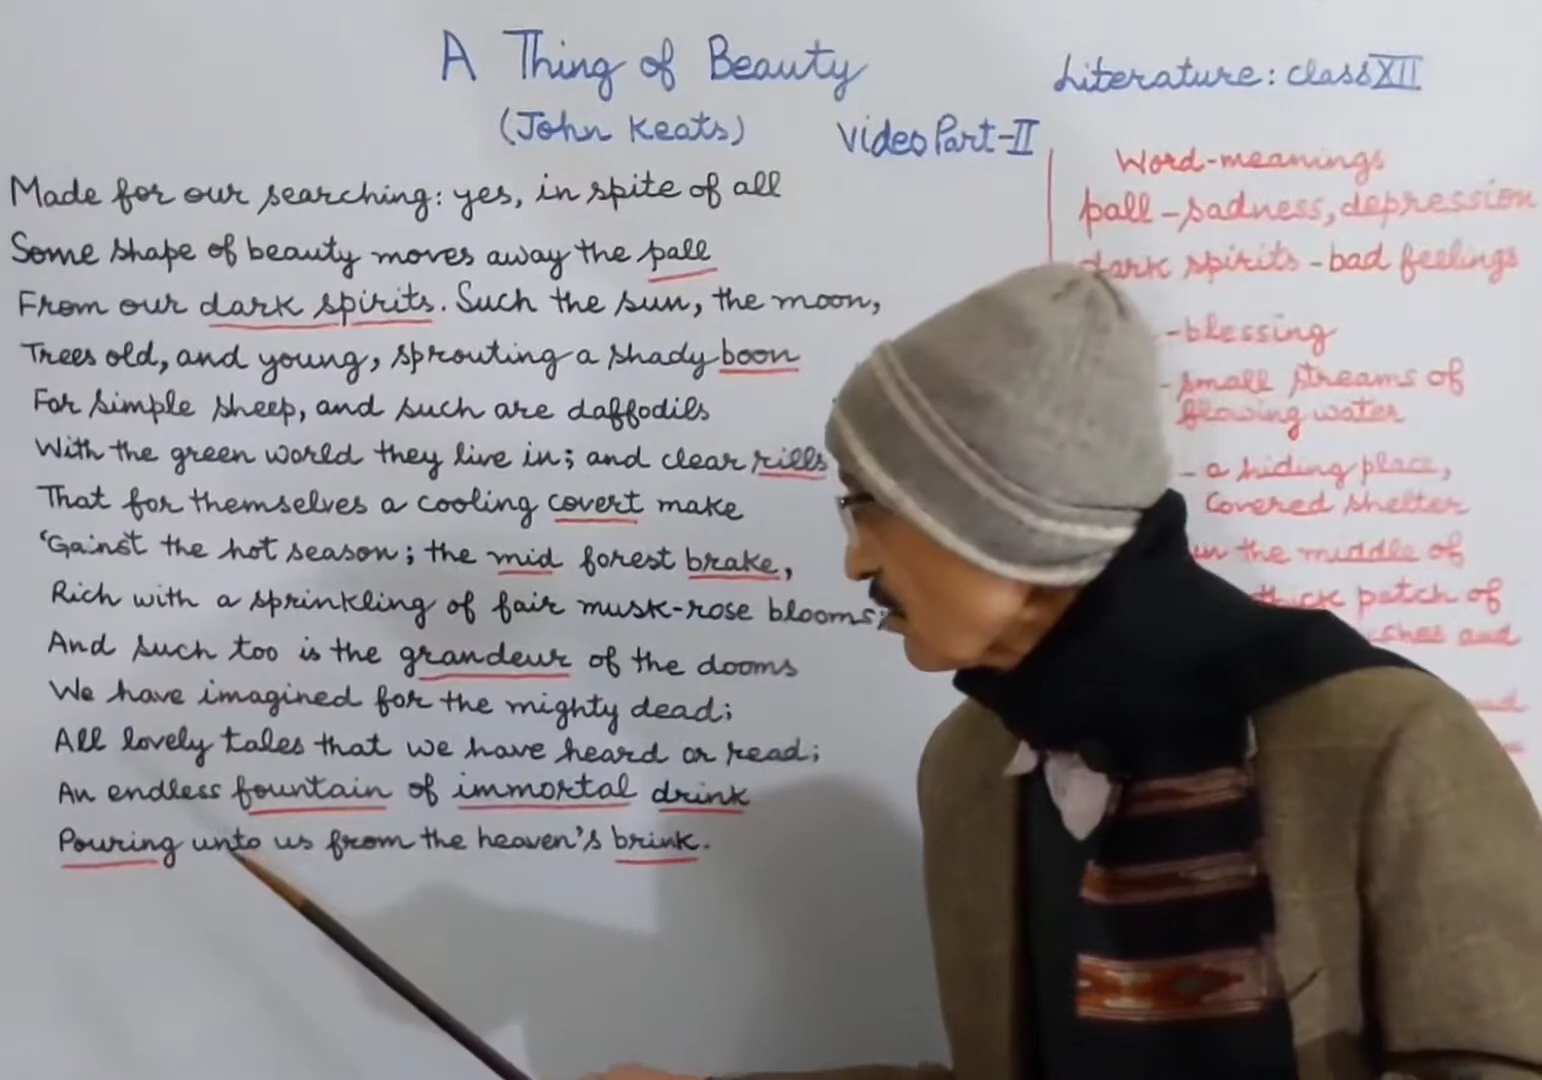 A Thing of Beauty
(John Keats)
Literature: class XII
Video Part-II
Made for our searching: yes, in spite of all
Some shape of beauty moves away the pall
From our dark spirits. Such the sun, the moon,
Trees old, and young, sprouting a shady boon
For simple sheep, and such are daffodils
With the green world they live in; and clear rills
That for themselves a cooling covert make
'Gainst the hot season; the mid forest brake,
Rich with a sprinkling of fair musk-rose blooms;
And such too is the grandeur of the dooms
We have imagined for the mighty dead;
All lovely tales that we have heard or read;
An endless fountain of immortal drink
Pouring unto us from the heaven's brink.
Word-meanings
pall - sadness, depression
dark spirits - bad feelings
- blessing
- small streams of
flowing water
- a hiding place,
covered shelter
in the middle of
thick patch of
and